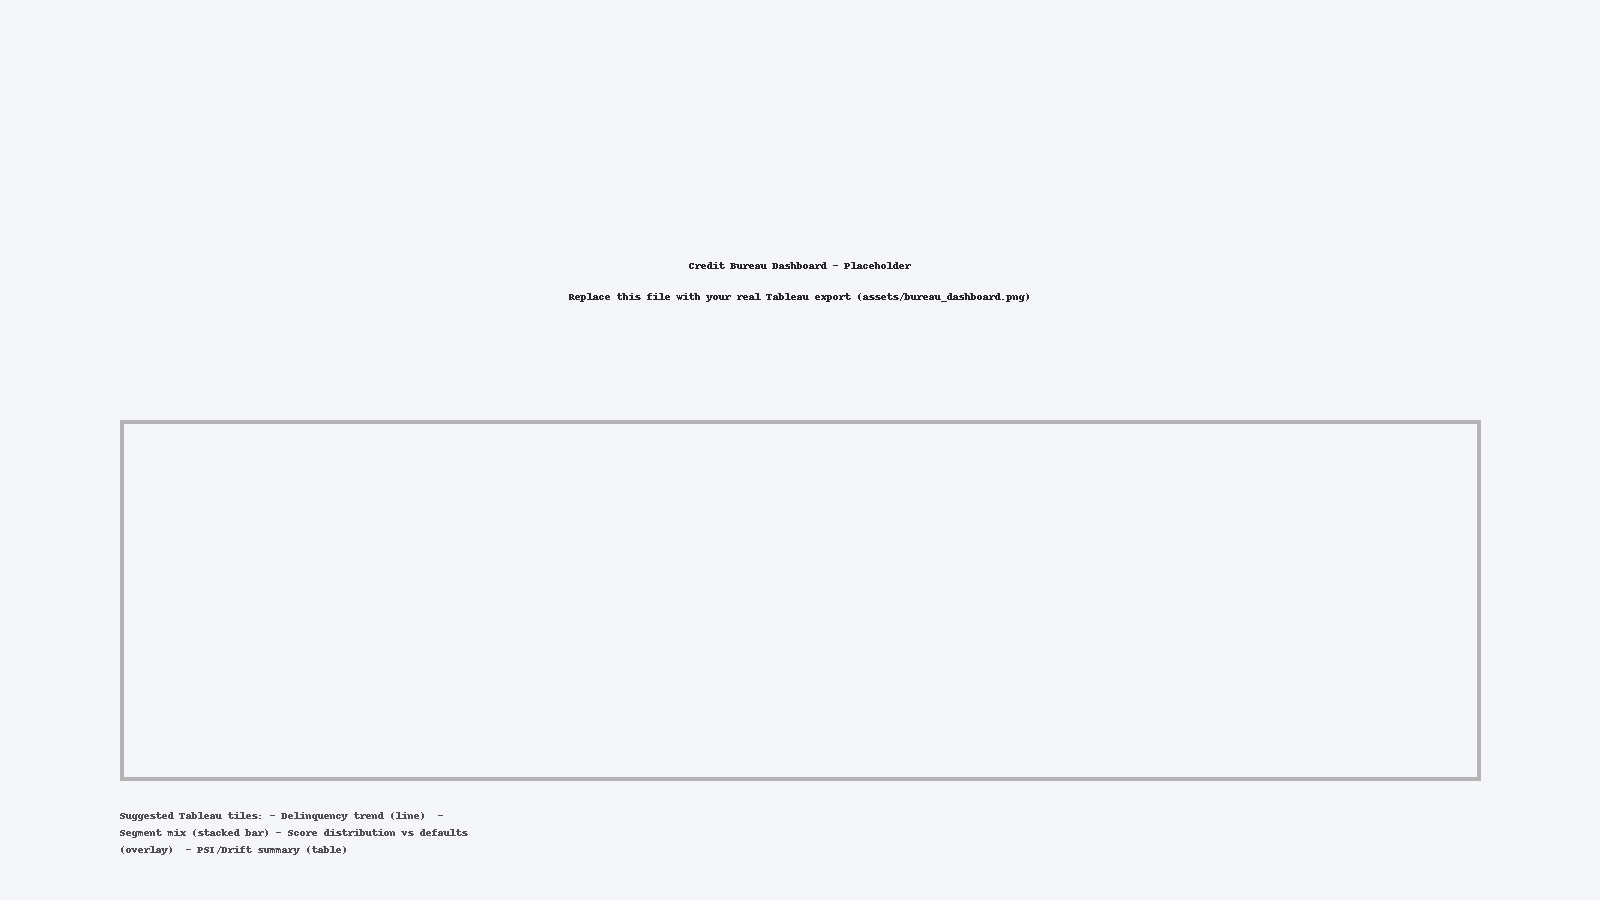 Credit Bureau Dashboard - Placeholder
Replace this file with your real Tableau export (assets/bureau_dashboard.png)
Suggested Tableau tiles: - Delinquency trend (line)  -
Segment mix (stacked bar) - Score distribution vs defaults
(overlay)  - PSI/Drift summary (table)